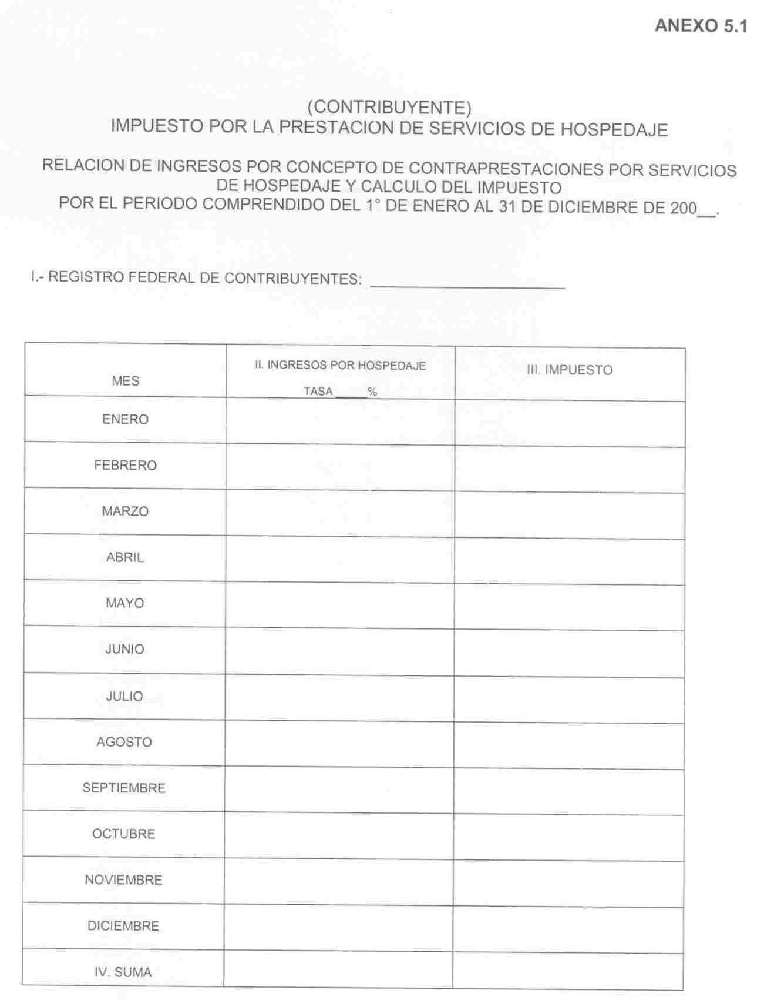 ANEXO 5.1
(CONTRIBUYENTE)
IMPUESTO POR LA PRESTACION DE SERVICIOS DE HOSPEDAJE
RELACION DE INGRESOS POR CONCEPTO DE CONTRAPRESTACIONES POR SERVICIOS
DE HOSPEDAJE Y CALCULO DEL IMPUESTO
POR EL PERIODO COMPRENDIDO DEL 1° DE ENERO AL 31 DE DICIEMBRE DE 200__.
I.- REGISTRO FEDERAL DE CONTRIBUYENTES: ____________________
MES
II. INGRESOS POR HOSPEDAJE
TASA _____%
III. IMPUESTO
ENERO
FEBRERO
MARZO
ABRIL
MAYO
JUNIO
JULIO
AGOSTO
SEPTIEMBRE
OCTUBRE
NOVIEMBRE
DICIEMBRE
IV. SUMA